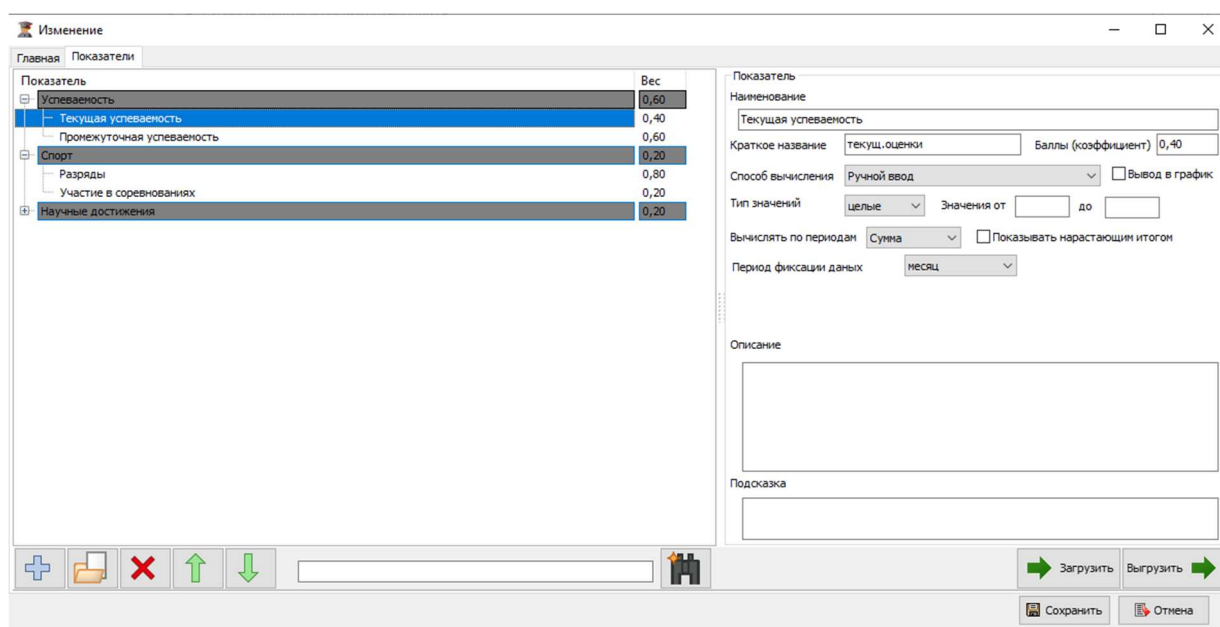 Изменение
Главная Показатели
Показатель Вес
Успеваемость 0,60
Текущая успеваемость 0,40
Промежуточная успеваемость 0,60
Спорт 0,20
Разряды 0,80
Участие в соревнованиях 0,20
Научные достижения 0,20
Показатель
Наименование
Текущая успеваемость
Краткое название текущ.оценки Баллы (коэффициент) 0,40
Способ вычисления Ручной ввод Вывод в график
Тип значений целые Значения от до
Вычислять по периодам Сумма Показывать нарастающим итогом
Период фиксации даных месяц
Описание
Подсказка
Загрузить Выгрузить
Сохранить Отмена